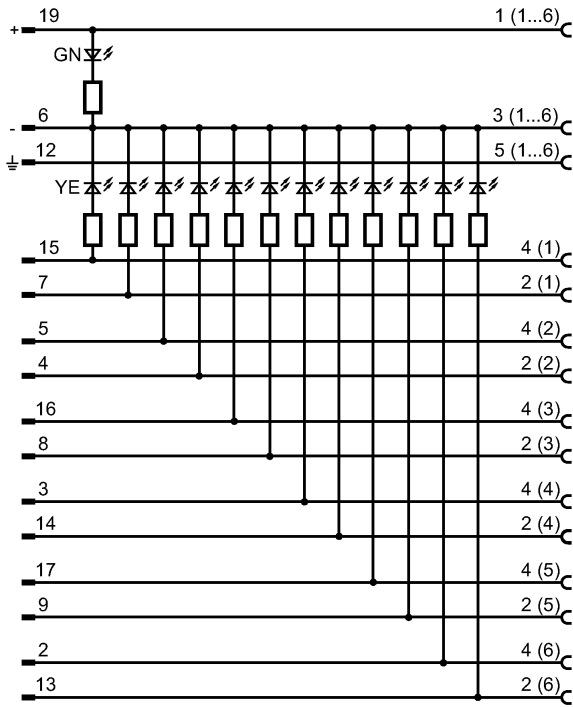 19 1 (1...6)
+
GN
6 3 (1...6)
-
12 5 (1...6)
YE
15 4 (1)
7 2 (1)
5 4 (2)
4 2 (2)
16 4 (3)
8 2 (3)
3 4 (4)
14 2 (4)
17 4 (5)
9 2 (5)
2 4 (6)
13 2 (6)